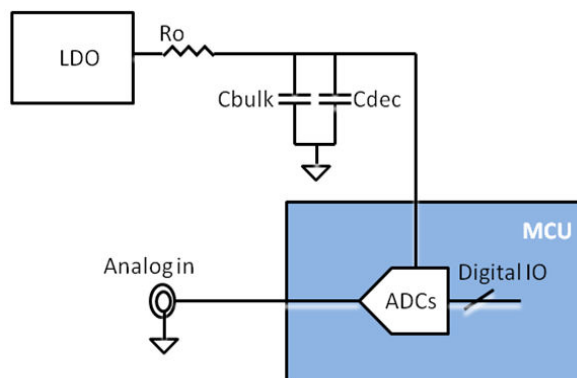 LDO
Ro
Cbulk
Cdec
MCU
Analog in
Digital IO
ADCs